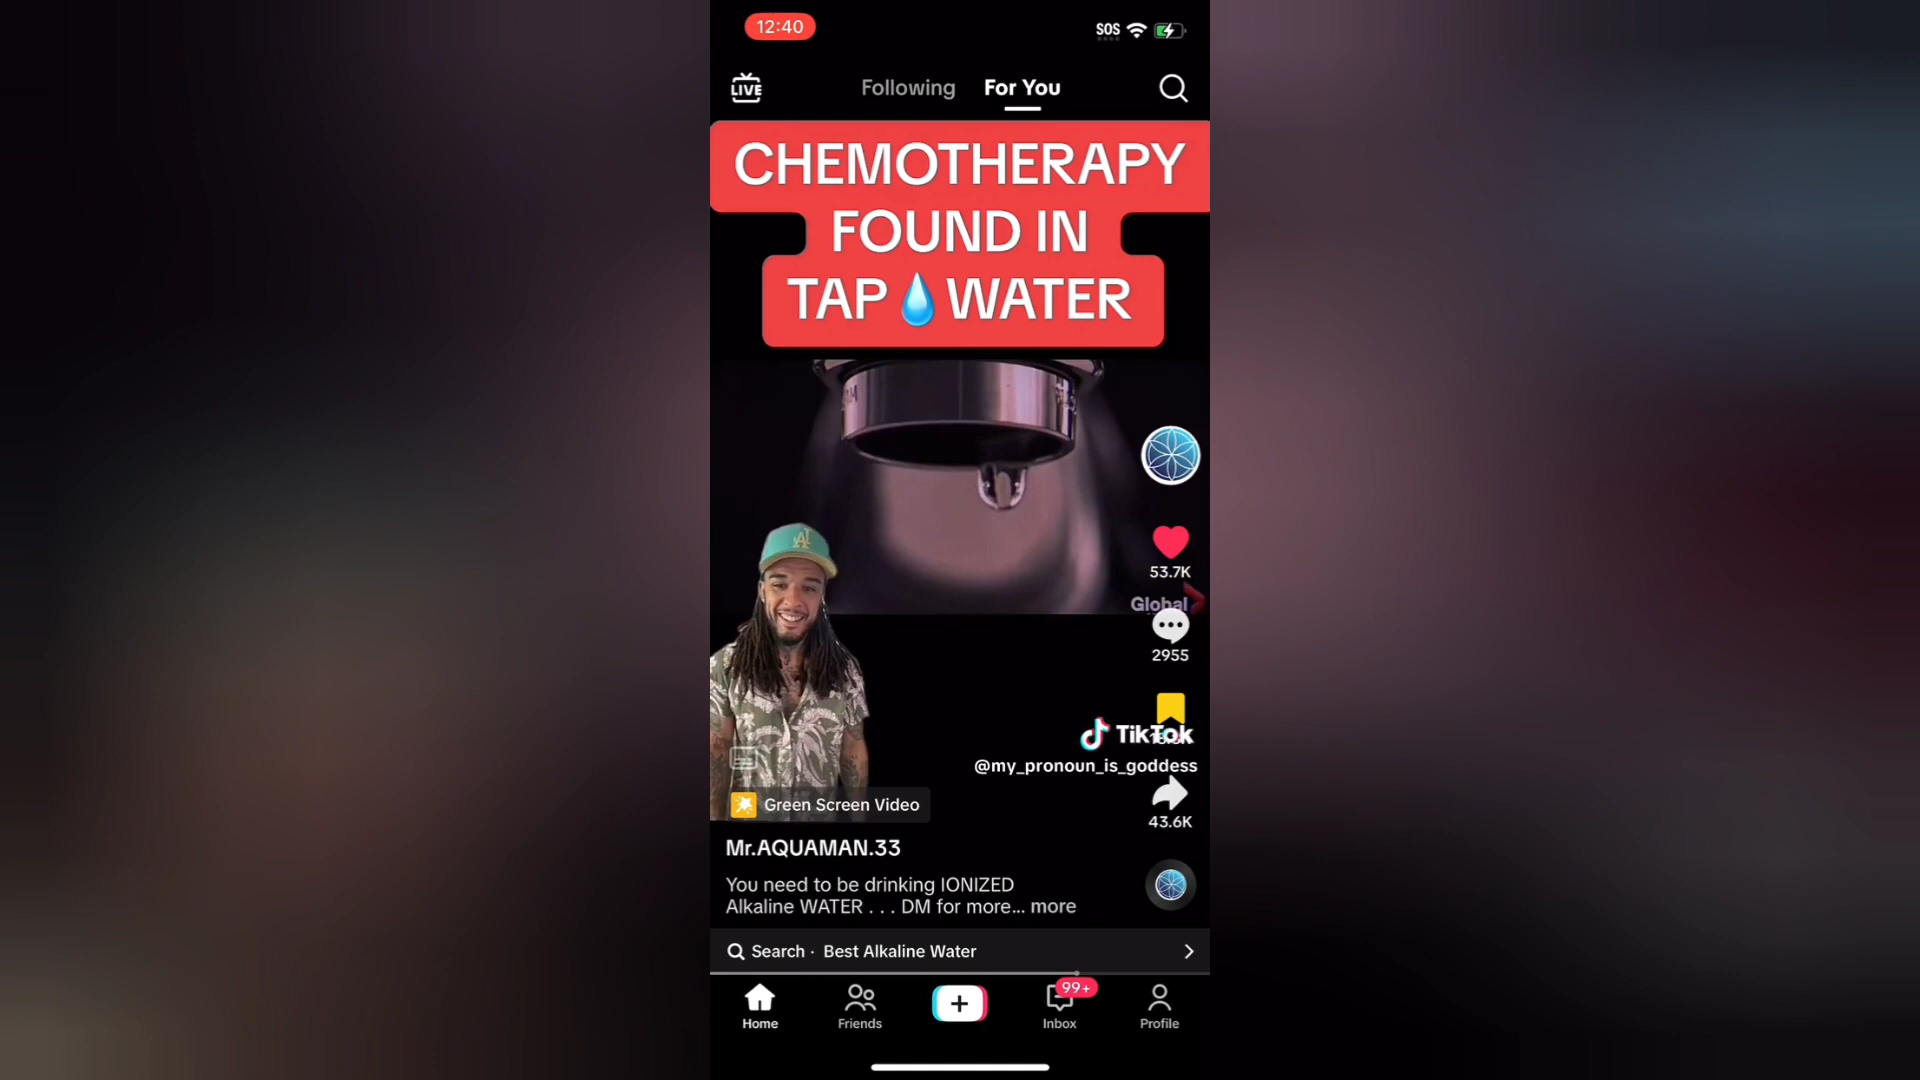 12:40
SOS
LIVE
Following
For You
CHEMOTHERAPY
FOUND IN
TAP💧WATER
53.7K
Global
2955
TikTok
@my_pronoun_is_goddess
Green Screen Video
43.6K
Mr.AQUAMAN.33
You need to be drinking IONIZED
Alkaline WATER . . . DM for more... more
Search · Best Alkaline Water
99+
Home
Friends
Inbox
Profile